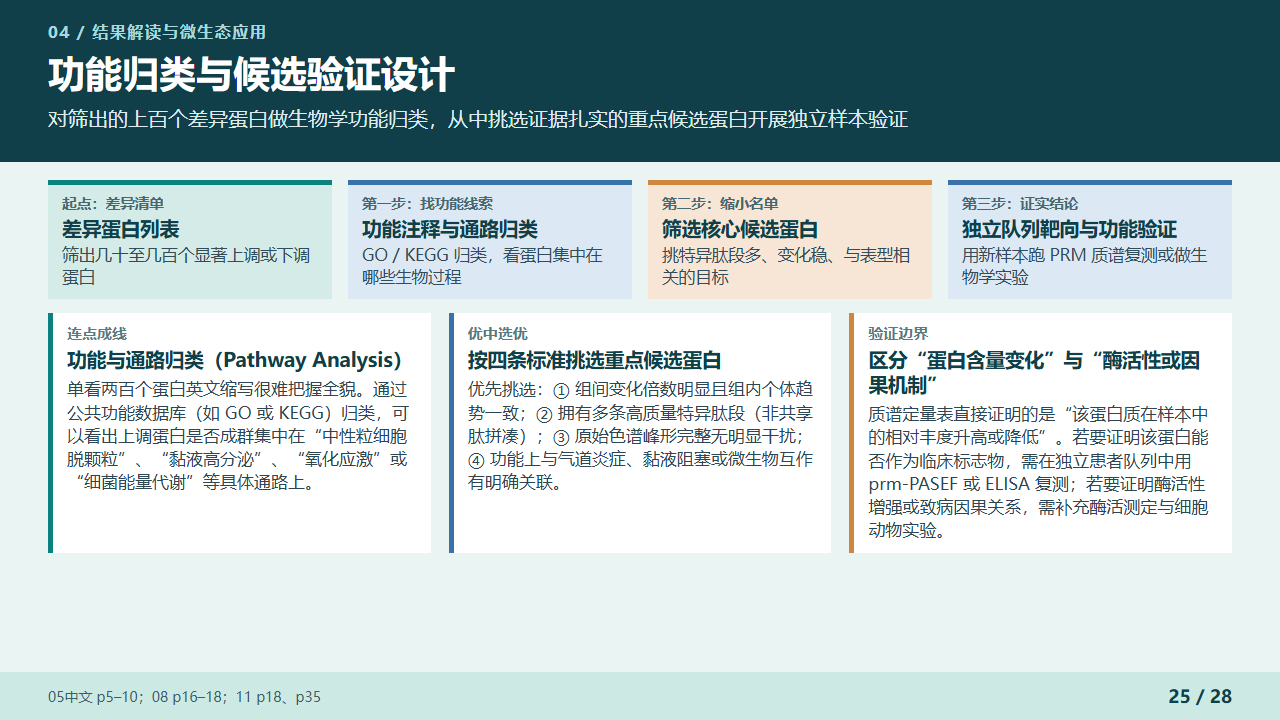 04 / 结果解读与微生态应用
功能归类与候选验证设计
对筛出的上百个差异蛋白做生物学功能归类，从中挑选证据扎实的重点候选蛋白开展独立样本验证
起点：差异清单
差异蛋白列表
筛出几十至几百个显著上调或下调
蛋白
第一步：找功能线索
功能注释与通路归类
GO / KEGG 归类，看蛋白集中在
哪些生物过程
第二步：缩小名单
筛选核心候选蛋白
挑特异肽段多、变化稳、与表型相
关的目标
第三步：证实结论
独立队列靶向与功能验证
用新样本跑 PRM 质谱复测或做生
物学实验
连点成线
功能与通路归类（Pathway Analysis）
单看两百个蛋白英文缩写很难把握全貌。通过
公共功能数据库（如 GO 或 KEGG）归类，可
以看出上调蛋白是否成群集中在“中性粒细胞
脱颗粒”、“黏液高分泌”、“氧化应激”或
“细菌能量代谢”等具体通路上。
优中选优
按四条标准挑选重点候选蛋白
优先挑选：① 组间变化倍数明显且组内个体趋
势一致；② 拥有多条高质量特异肽段（非共享
肽拼凑）；③ 原始色谱峰形完整无明显干扰；
④ 功能上与气道炎症、黏液阻塞或微生物互作
有明确关联。
验证边界
区分“蛋白含量变化”与“酶活性或因
果机制”
质谱定量表直接证明的是“该蛋白质在样本中
的相对丰度升高或降低”。若要证明该蛋白能
否作为临床标志物，需在独立患者队列中用
prm-PASEF 或 ELISA 复测；若要证明酶活性
增强或致病因果关系，需补充酶活测定与细胞
动物实验。
05中文 p5–10；08 p16–18；11 p18、p35
25 / 28